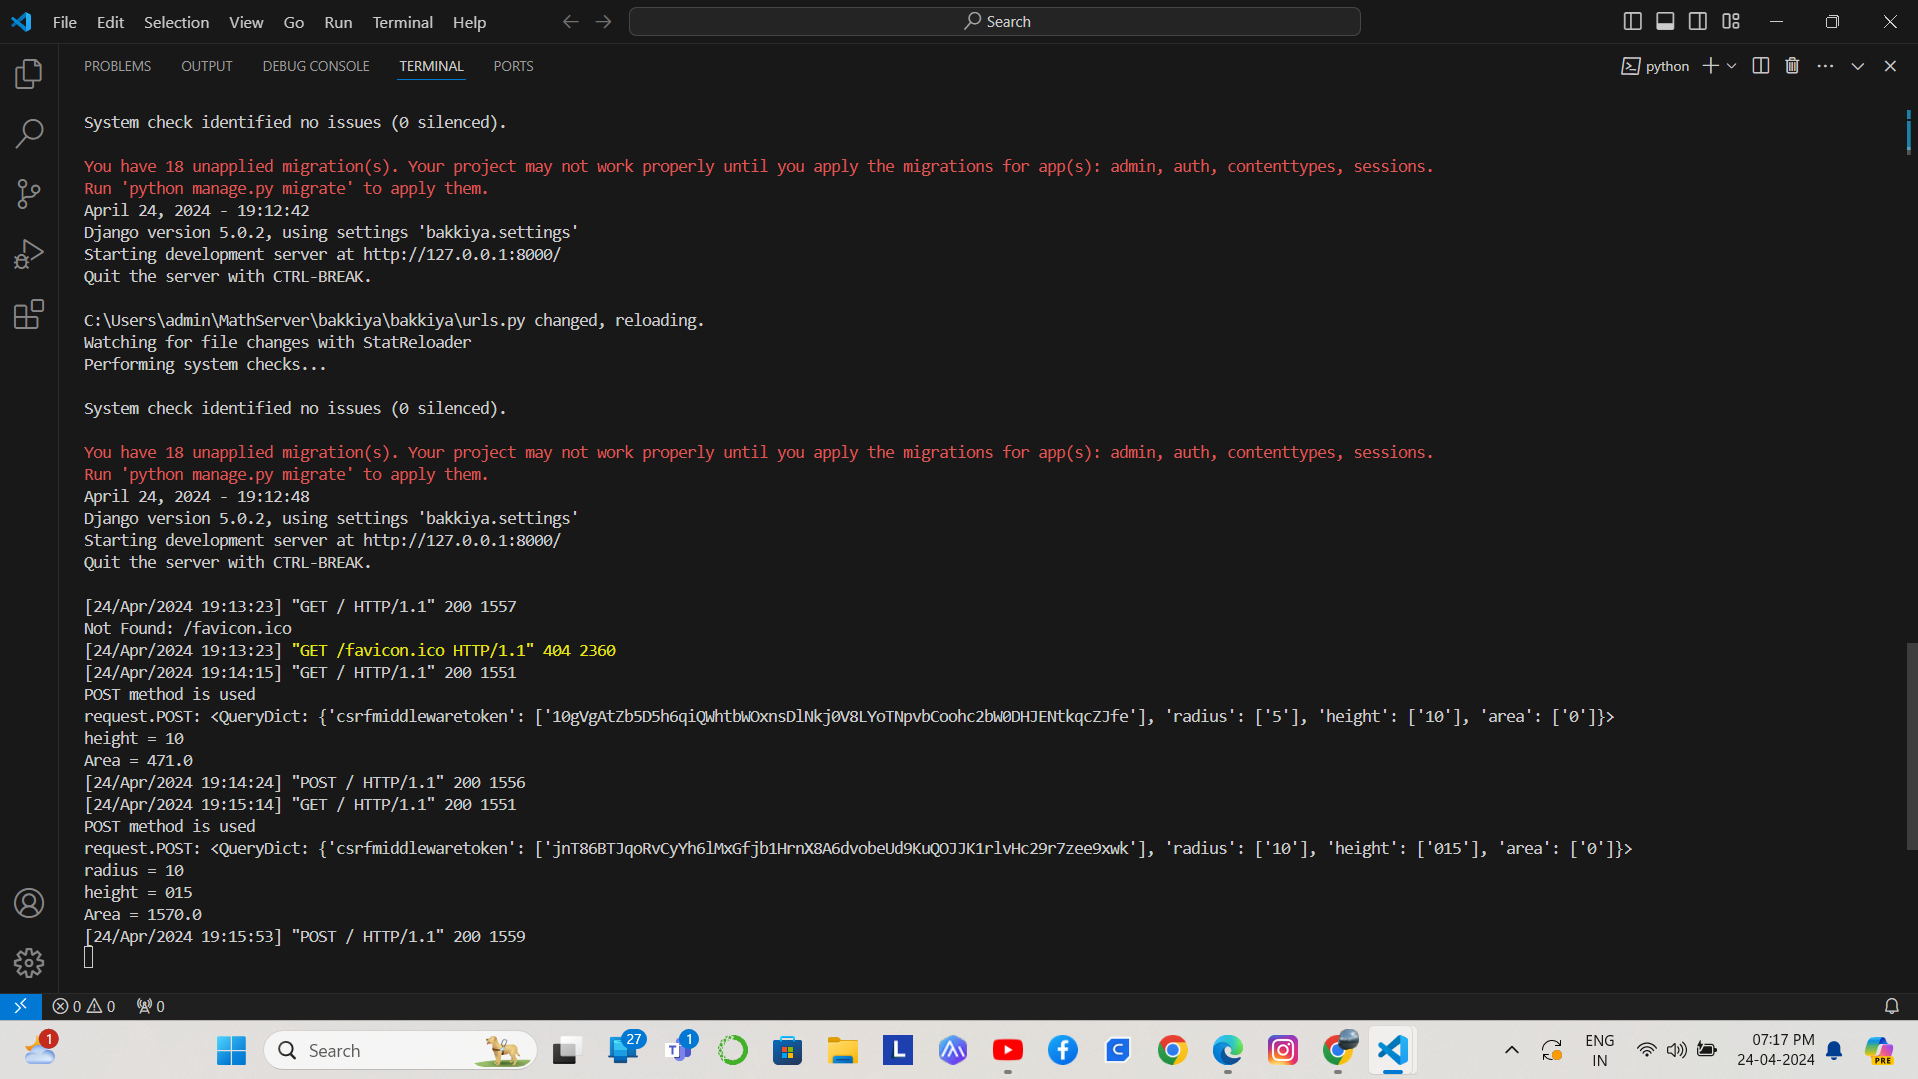 File Edit Selection View Go Run Terminal Help
Search
PROBLEMS OUTPUT DEBUG CONSOLE TERMINAL PORTS
python
System check identified no issues (0 silenced).
You have 18 unapplied migration(s). Your project may not work properly until you apply the migrations for app(s): admin, auth, contenttypes, sessions.
Run 'python manage.py migrate' to apply them.
April 24, 2024 - 19:12:42
Django version 5.0.2, using settings 'bakkiya.settings'
Starting development server at http://127.0.0.1:8000/
Quit the server with CTRL-BREAK.
C:\Users\admin\MathServer\bakkiya\bakkiya\urls.py changed, reloading.
Watching for file changes with StatReloader
Performing system checks...
System check identified no issues (0 silenced).
You have 18 unapplied migration(s). Your project may not work properly until you apply the migrations for app(s): admin, auth, contenttypes, sessions.
Run 'python manage.py migrate' to apply them.
April 24, 2024 - 19:12:48
Django version 5.0.2, using settings 'bakkiya.settings'
Starting development server at http://127.0.0.1:8000/
Quit the server with CTRL-BREAK.
[24/Apr/2024 19:13:23] "GET / HTTP/1.1" 200 1557
Not Found: /favicon.ico
[24/Apr/2024 19:13:23] "GET /favicon.ico HTTP/1.1" 404 2360
[24/Apr/2024 19:14:15] "GET / HTTP/1.1" 200 1551
POST method is used
request.POST: <QueryDict: {'csrfmiddlewaretoken': ['10gVgAtZb5D5h6qiQWhtbWOxnsDlNkj0V8LYoTNpvbCoohc2bW0DHJENtkqcZJfe'], 'radius': ['5'], 'height': ['10'], 'area': ['0']}>
height = 10
Area = 471.0
[24/Apr/2024 19:14:24] "POST / HTTP/1.1" 200 1556
[24/Apr/2024 19:15:14] "GET / HTTP/1.1" 200 1551
POST method is used
request.POST: <QueryDict: {'csrfmiddlewaretoken': ['jnT86BTJqoRvCyYh6lMxGfjb1HrnX8A6dvobeUd9KuQOJJK1rlvHc29r7zee9xwk'], 'radius': ['10'], 'height': ['015'], 'area': ['0']}>
radius = 10
height = 015
Area = 1570.0
[24/Apr/2024 19:15:53] "POST / HTTP/1.1" 200 1559
0 0 0
1 Search 27 1 L C ENG 07:17 PM
IN 24-04-2024 PRE